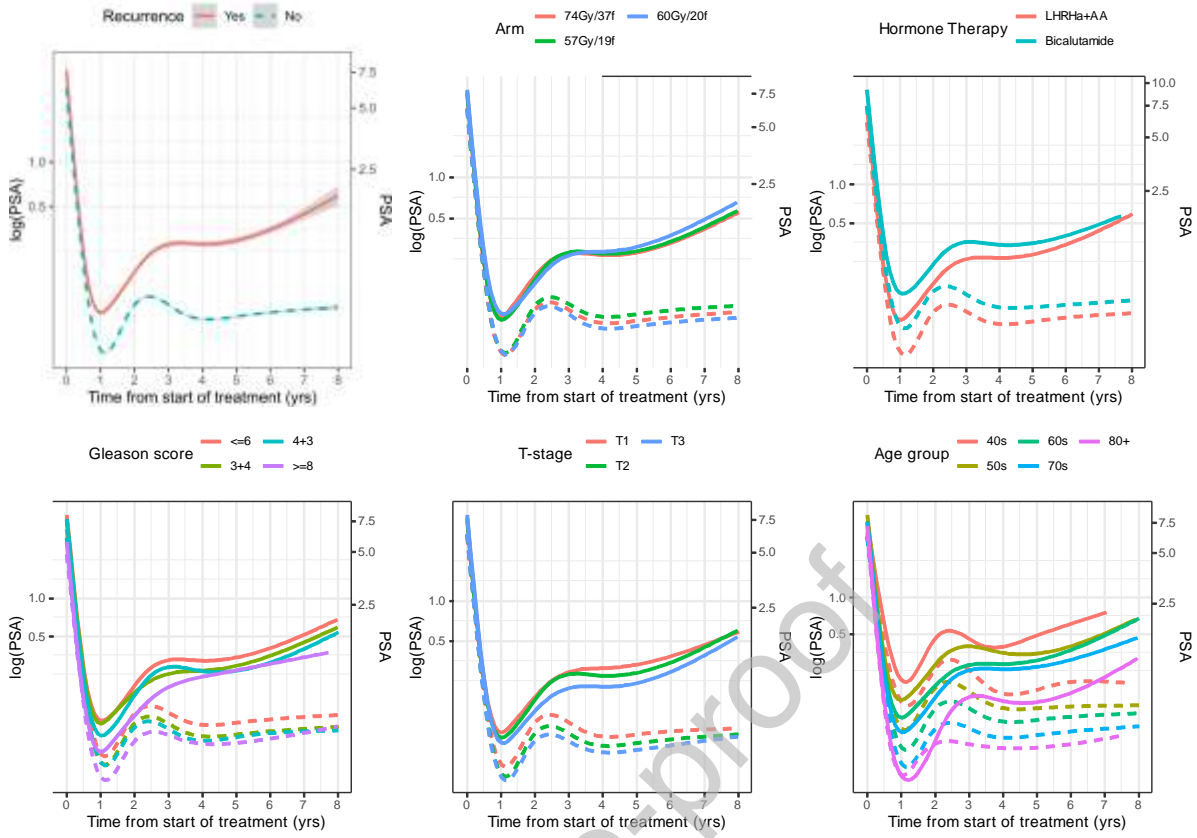 Recurrence Yes No
log(PSA)
1.0
0.5
7.5
5.0
2.5
PSA
0 1 2 3 4 5 6 7 8
Time from start of treatment (yrs)
Arm 74Gy/37f 60Gy/20f
57Gy/19f
log(PSA)
1.0
0.5
7.5
5.0
2.5
PSA
0 1 2 3 4 5 6 7 8
Time from start of treatment (yrs)
Hormone Therapy LHRHa+AA
Bicalutamide
log(PSA)
1.0
0.5
10.0
7.5
5.0
2.5
PSA
0 1 2 3 4 5 6 7 8
Time from start of treatment (yrs)
Gleason score <=6 4+3
3+4 >=8
log(PSA)
1.0
0.5
7.5
5.0
2.5
PSA
0 1 2 3 4 5 6 7 8
Time from start of treatment (yrs)
T-stage T1 T3
T2
log(PSA)
1.0
0.5
7.5
5.0
2.5
PSA
0 1 2 3 4 5 6 7 8
Time from start of treatment (yrs)
Age group 40s 60s 80+
50s 70s
log(PSA)
1.0
0.5
7.5
5.0
2.5
PSA
0 1 2 3 4 5 6 7 8
Time from start of treatment (yrs)
-proof